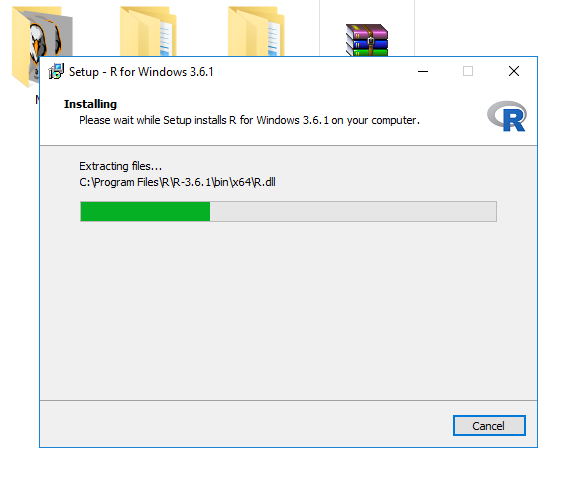 Setup - R for Windows 3.6.1
Installing
Please wait while Setup installs R for Windows 3.6.1 on your computer.
R
Extracting files...
C:\Program Files\R\R-3.6.1\bin\x64\R.dll
Cancel